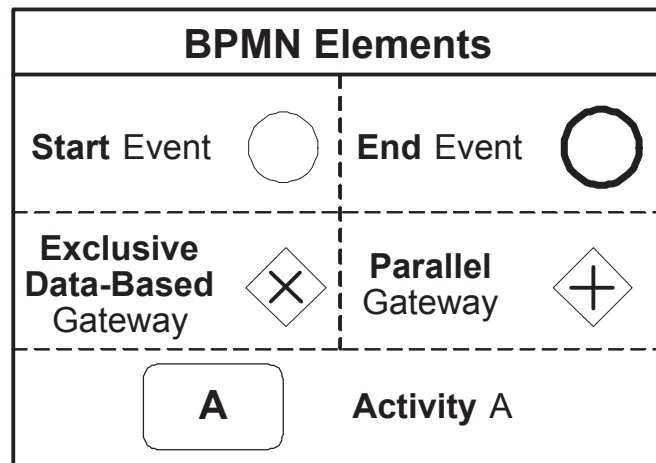 BPMN Elements
Start Event
End Event
Exclusive
Data-Based
Gateway
Parallel
Gateway
A
Activity A